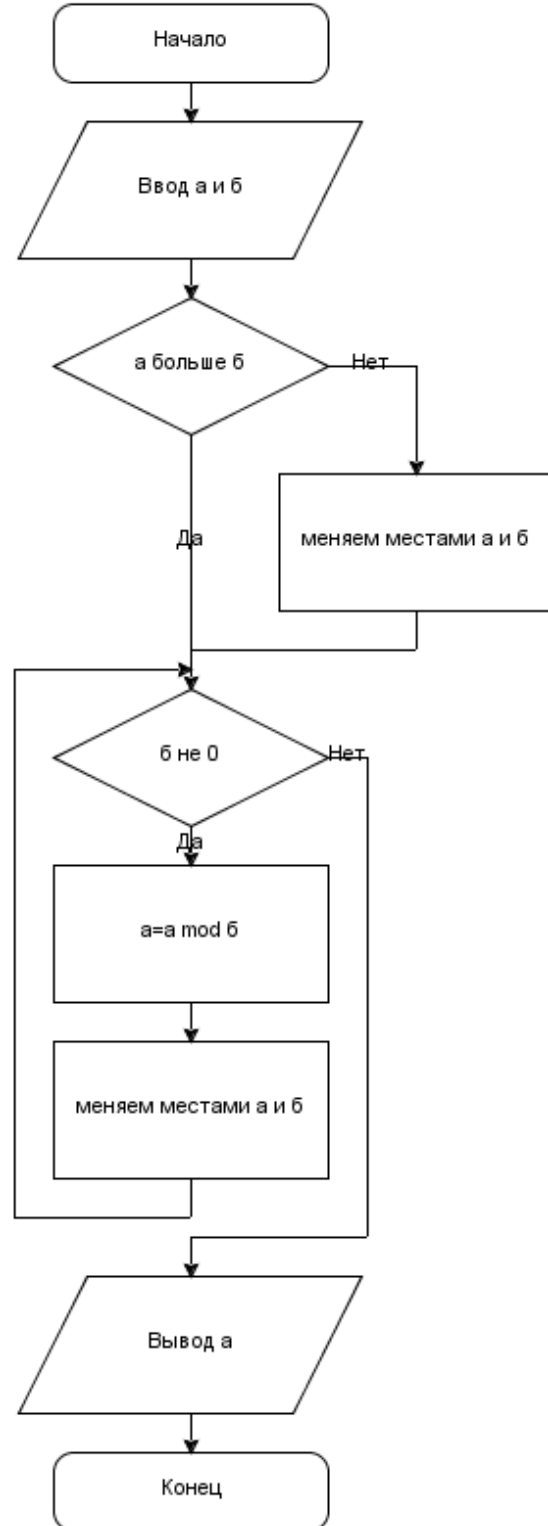 Начало
Ввод а и б
а больше б
Нет
Да
меняем местами а и б
б не 0
Нет
Да
а=а mod б
меняем местами а и б
Вывод а
Конец